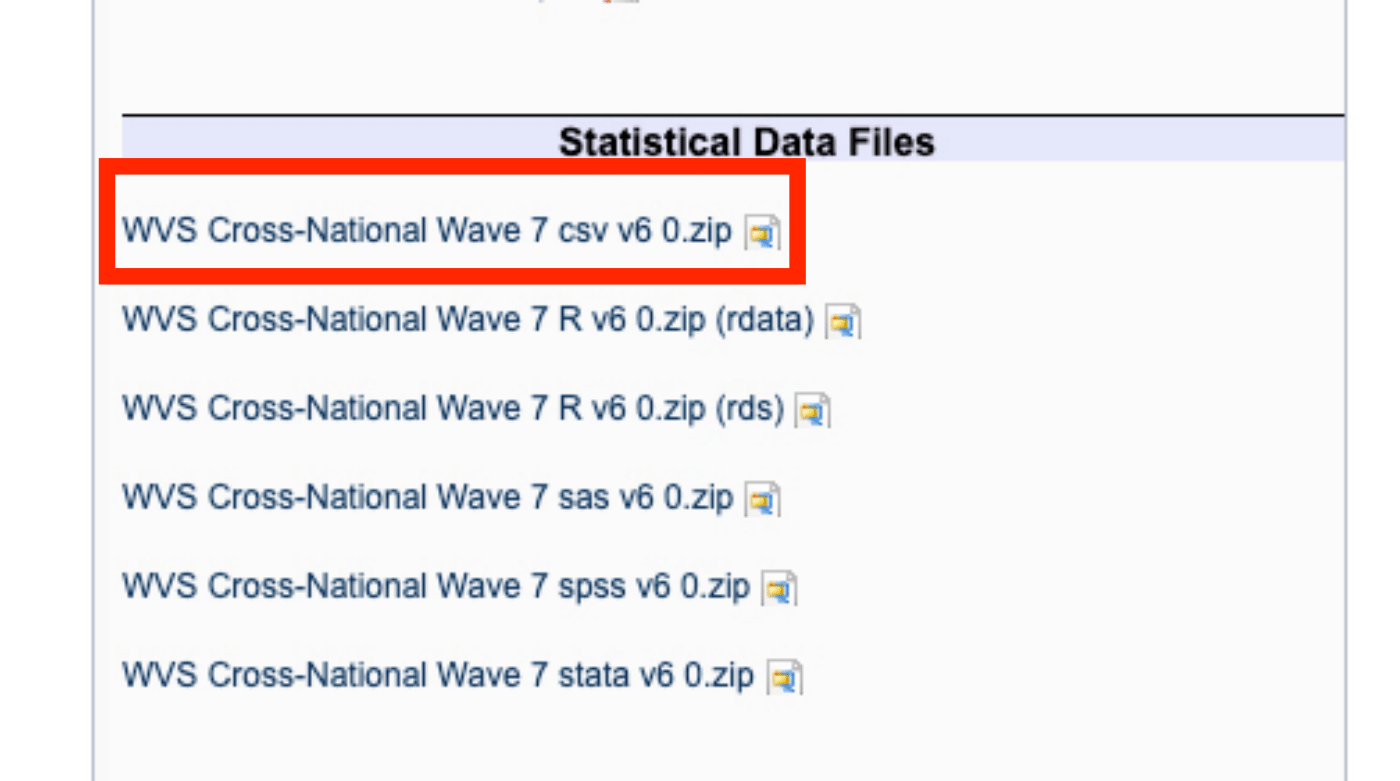 Statistical Data Files
WVS Cross-National Wave 7 csv v6 0.zip
WVS Cross-National Wave 7 R v6 0.zip (rdata)
WVS Cross-National Wave 7 R v6 0.zip (rds)
WVS Cross-National Wave 7 sas v6 0.zip
WVS Cross-National Wave 7 spss v6 0.zip
WVS Cross-National Wave 7 stata v6 0.zip